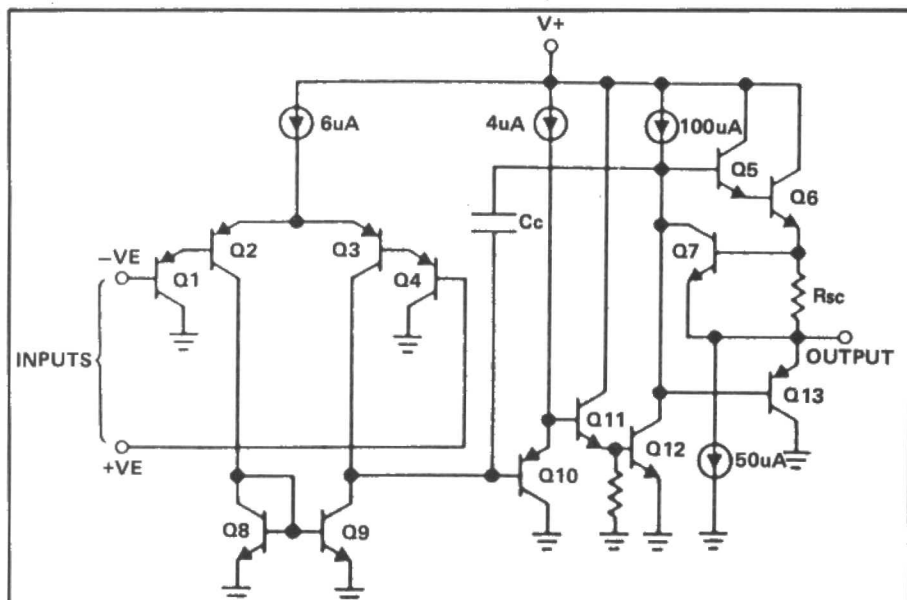 V+
6uA
4uA
100uA
Q5
Q6
Cc
Q2
Q3
Q7
−VE
Q1
Q4
Rsc
INPUTS
OUTPUT
Q11
Q13
+VE
Q10
Q12
50uA
Q8
Q9